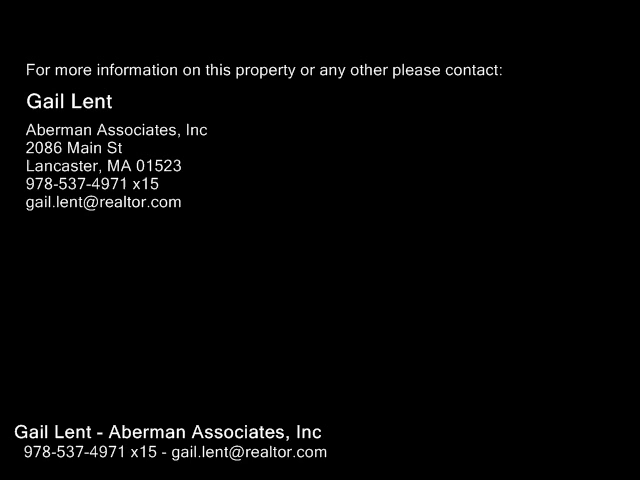 For more information on this property or any other please contact:
Gail Lent
Aberman Associates, Inc
2086 Main St
Lancaster, MA 01523
978-537-4971 x15
gail.lent@realtor.com
Gail Lent - Aberman Associates, Inc
978-537-4971 x15 - gail.lent@realtor.com